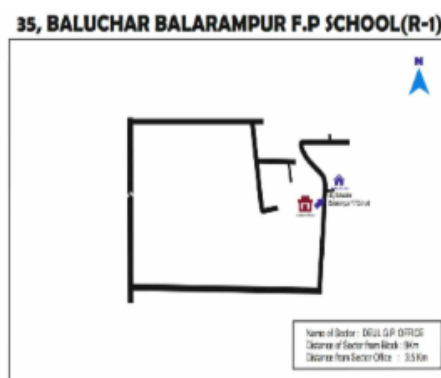 35, BALUCHAR BALARAMPUR F.P SCHOOL(R-1)
N
Name of Sector : DEUL G.P. OFFICE
Distance of Sector from Block : 9Km
Distance from Sector Office : 3.5 Km